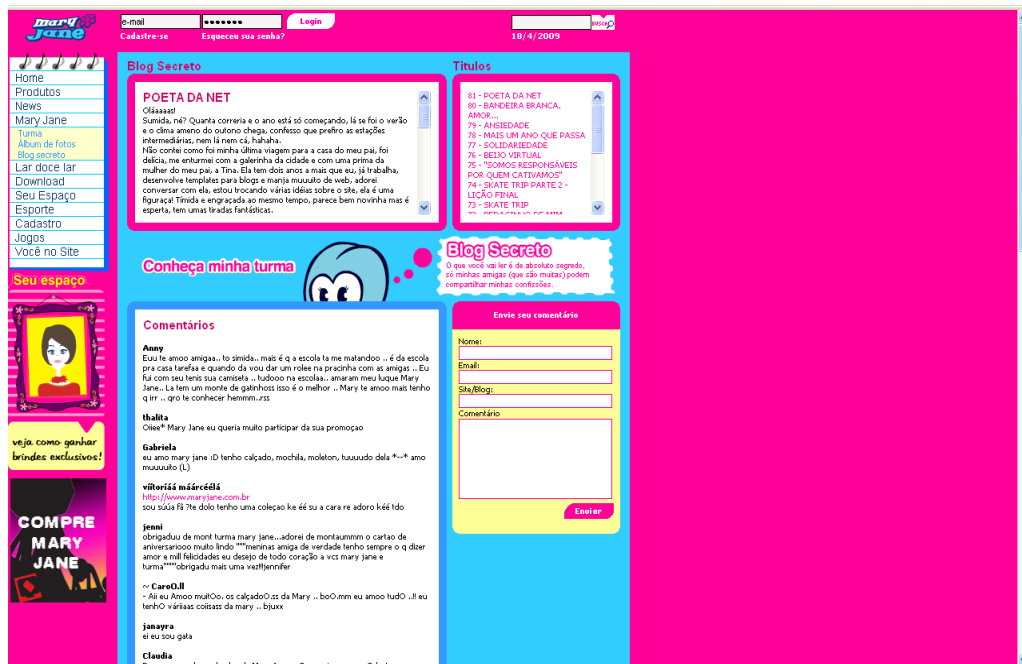 mary
jane
e-mail
Login
Cadastre-se
Esqueceu sua senha?
BUSCA
18/4/2009
Home
Produtos
News
Mary Jane
Turma
Álbum de fotos
Blog secreto
Lar doce lar
Download
Seu Espaço
Esporte
Cadastro
Jogos
Você no Site
Seu espaço
veja como ganhar
brindes exclusivos!
COMPRE
MARY
JANE
Blog Secreto
POETA DA NET
Oláaaas!
Sumida, né? Quanta correria e o ano está só começando, lá se foi o verão
e o clima ameno do outono chega, confesso que prefiro as estações
intermediárias, nem lá nem cá, hahaha.
Não contei como foi minha última viagem para a casa do meu pai, foi
delícia, me enturmei com a galerinha da cidade e com uma prima da
mulher do meu pai, a Tina. Ela tem dois anos a mais que eu, já trabalha,
desenvolve templates para blogs e manja muuuito de web, adorei
conversar com ela, estou trocando várias idéias sobre o site, ela é uma
figuraça! Tímida e engraçada ao mesmo tempo, parece bem novinha mas é
esperta, tem umas tiradas fantásticas.
Titulos
81 - POETA DA NET
80 - BANDEIRA BRANCA,
AMOR...
79 - ANSIEDADE
78 - MAIS UM ANO QUE PASSA
77 - SOLIDARIEDADE
76 - BEIJO VIRTUAL
75 - "SOMOS RESPONSÁVEIS
POR QUEM CATIVAMOS"
74 - SKATE TRIP PARTE 2 -
LIÇÃO FINAL
73 - SKATE TRIP
72 - PEDACINHO DE MIM
Conheça minha turma
Blog Secreto
O que você vai ler é de absoluto segredo,
só minhas amigas (que são muitas) podem
compartilhar minhas confissões.
Comentários
Anny
Euu te amoo amigaa.. to simida.. mais é q a escola ta me matandoo .. é da escola
pra casa tarefaa e quando da vou dar um rolee na pracinha com as amigas .. Eu
fui com seu tenis sua camiseta .. tudooo na escolaa.. amaram meu luque Mary
Jane.. La tem um monte de gatinhoss isso é o melhor .. Mary te amoo mais tenho
q irr .. qro te conhecer hemmm.rss
thalita
Oiiee* Mary Jane eu queria muito participar da sua promoçao
Gabriela
eu amo mary jane :D tenho calçado, mochila, moleton, tuuuudo dela *--* amo
muuuuito (L)
viítoríáá máárcéélá
http://www.maryjane.com.br
sou súúa fã ?te dolo tenho uma coleçao ke éé su a cara re adoro kéé tdo
jenni
obrigaduu de mont turma mary jane...adorei de montaummm o cartao de
aniversariooo muito lindo """meninas amiga de verdade tenho sempre o q dizer
amor e mill felicidades eu desejo de todo coração a vcs mary jane e
turma"""""obrigadu mais uma vez!!!jennifer
~ CaroO.ll
- Aii eu Amoo muitOo. os calçadoO.ss da Mary .. boO.mm eu amoo tudO ..!! eu
tenhO váriiaas coiisass da mary .. bjuxx
janayra
ei eu sou gata
Claudia
Envie seu comentário
Nome:
Email:
Site/Blog:
Comentário
Enviar